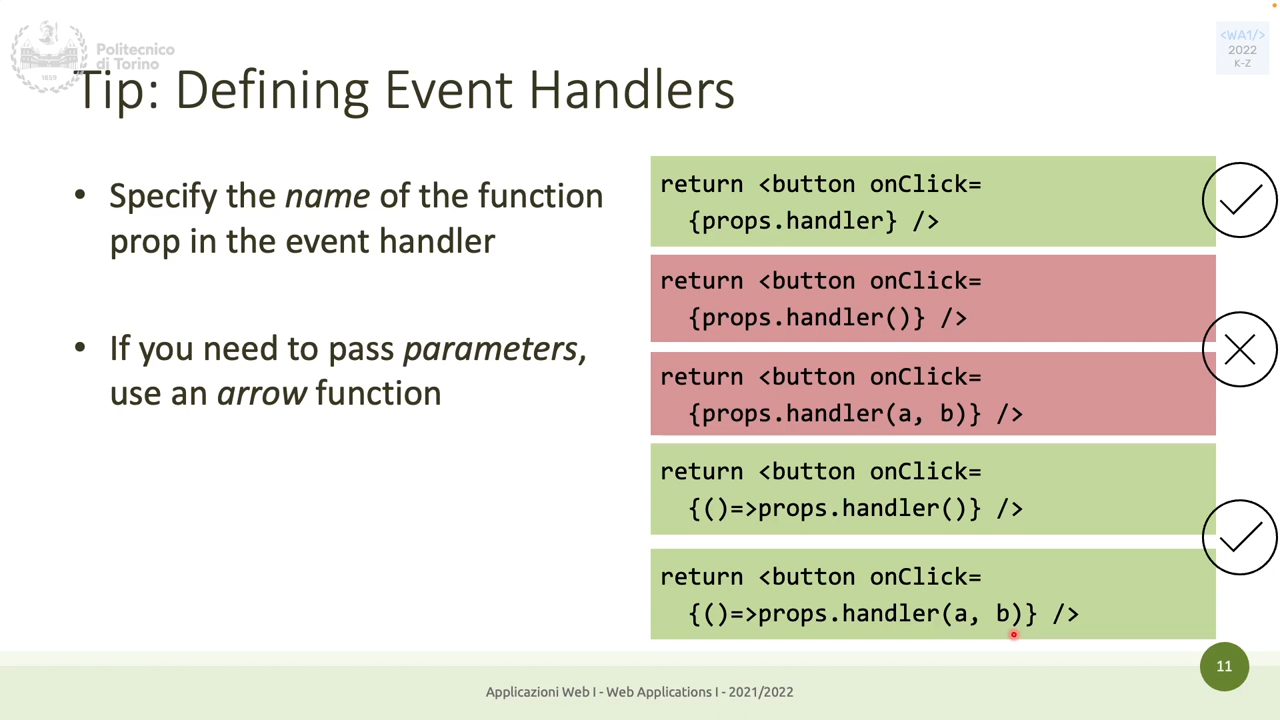 Politecnico
di Torino
1859
<WA1/>
2022
K-Z
Tip: Defining Event Handlers
• Specify the name of the function
prop in the event handler
• If you need to pass parameters,
use an arrow function
return <button onClick=
{props.handler} />
return <button onClick=
{props.handler()} />
return <button onClick=
{props.handler(a, b)} />
return <button onClick=
{()=>props.handler()} />
return <button onClick=
{()=>props.handler(a, b)} />
11
Applicazioni Web I - Web Applications I - 2021/2022